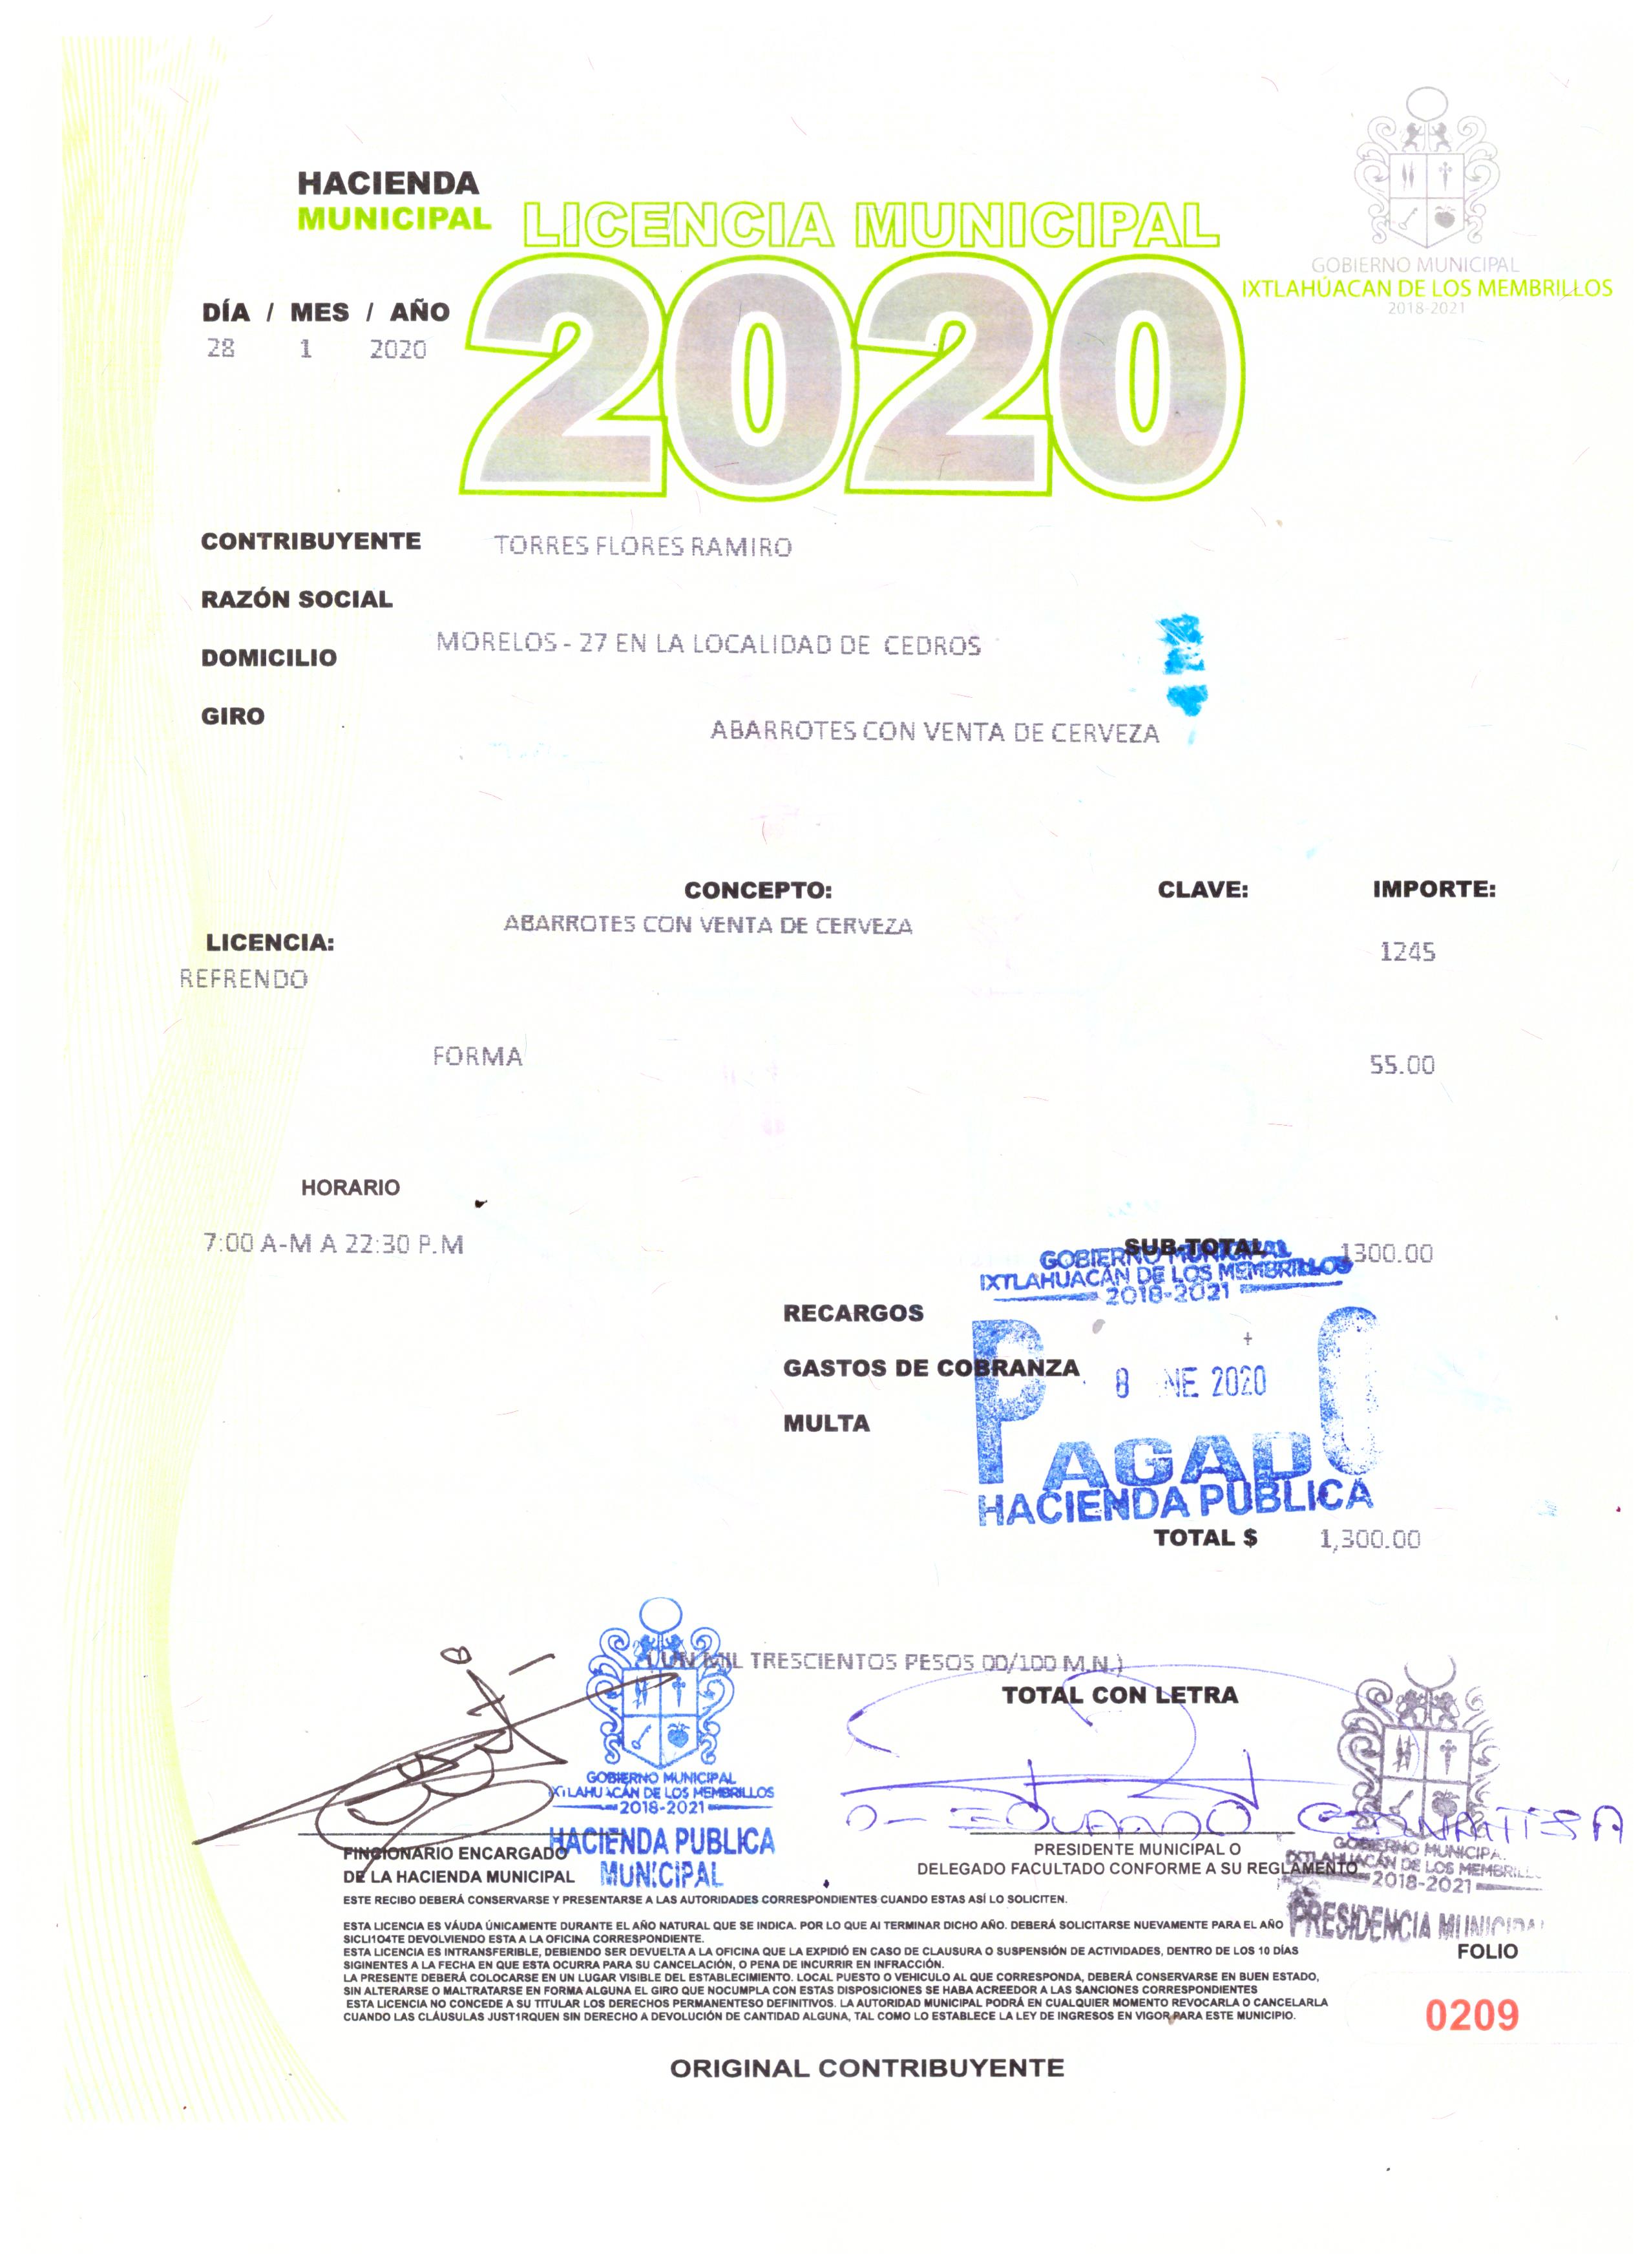 HACIENDA
MUNICIPAL
LICENCIA MUNICIPAL
2020
GOBIERNO MUNICIPAL
IXTLAHUACAN DE LOS MEMBRILLOS
2018-2021
DÍA / MES / AÑO
28 1 2020
CONTRIBUYENTE TORRES FLORES RAMIRO
RAZÓN SOCIAL
DOMICILIO MORELOS - 27 EN LA LOCALIDAD DE CEDROS
GIRO ABARROTES CON VENTA DE CERVEZA
CONCEPTO: CLAVE: IMPORTE:
ABARROTES CON VENTA DE CERVEZA
LICENCIA: 1245
REFRENDO
FORMA 55.00
HORARIO
7:00 A-M A 22:30 P.M
SUB-TOTAL 1300.00
GOBIERNO MUNICIPAL
IXTLAHUACÁN DE LOS MEMBRILLOS
2018-2021
RECARGOS
GASTOS DE COBRANZA
8 NE 2020
MULTA
PAGADO
HACIENDA PUBLICA
TOTAL $ 1,300.00
( UN MIL TRESCIENTOS PESOS 00/100 M.N.)
TOTAL CON LETRA
GOBIERNO MUNICIPAL
IXTLAHUACÁN DE LOS MEMBRILLOS
2018-2021
HACIENDA PUBLICA
MUNICIPAL
FINCIONARIO ENCARGADO
DE LA HACIENDA MUNICIPAL
EDUARDO
PRESIDENTE MUNICIPAL O
DELEGADO FACULTADO CONFORME A SU REGLAMENTO
GOBIERNO MUNICIPA
IXTLAHUACÁN DE LOS MEMBRILL
2018-2021
PRESIDENCIA MUNICIPAL
ESTE RECIBO DEBERÁ CONSERVARSE Y PRESENTARSE A LAS AUTORIDADES CORRESPONDIENTES CUANDO ESTAS ASÍ LO SOLICITEN.
ESTA LICENCIA ES VÁUDA ÚNICAMENTE DURANTE EL AÑO NATURAL QUE SE INDICA. POR LO QUE AI TERMINAR DICHO AÑO. DEBERÁ SOLICITARSE NUEVAMENTE PARA EL AÑO
SICLI1O4TE DEVOLVIENDO ESTA A LA OFICINA CORRESPONDIENTE.
ESTA LICENCIA ES INTRANSFERIBLE, DEBIENDO SER DEVUELTA A LA OFICINA QUE LA EXPIDIÓ EN CASO DE CLAUSURA O SUSPENSIÓN DE ACTIVIDADES, DENTRO DE LOS 10 DÍAS
SIGINENTES A LA FECHA EN QUE ESTA OCURRA PARA SU CANCELACIÓN, O PENA DE INCURRIR EN INFRACCIÓN.
LA PRESENTE DEBERÁ COLOCARSE EN UN LUGAR VISIBLE DEL ESTABLECIMIENTO. LOCAL PUESTO O VEHICULO AL QUE CORRESPONDA, DEBERÁ CONSERVARSE EN BUEN ESTADO,
SIN ALTERARSE O MALTRATARSE EN FORMA ALGUNA EL GIRO QUE NOCUMPLA CON ESTAS DISPOSICIONES SE HABA ACREEDOR A LAS SANCIONES CORRESPONDIENTES
ESTA LICENCIA NO CONCEDE A SU TITULAR LOS DERECHOS PERMANENTESO DEFINITIVOS. LA AUTORIDAD MUNICIPAL PODRÁ EN CUALQUIER MOMENTO REVOCARLA O CANCELARLA
CUANDO LAS CLÁUSULAS JUST1RQUEN SIN DERECHO A DEVOLUCIÓN DE CANTIDAD ALGUNA, TAL COMO LO ESTABLECE LA LEY DE INGRESOS EN VIGOR PARA ESTE MUNICIPIO.
FOLIO
0209
ORIGINAL CONTRIBUYENTE